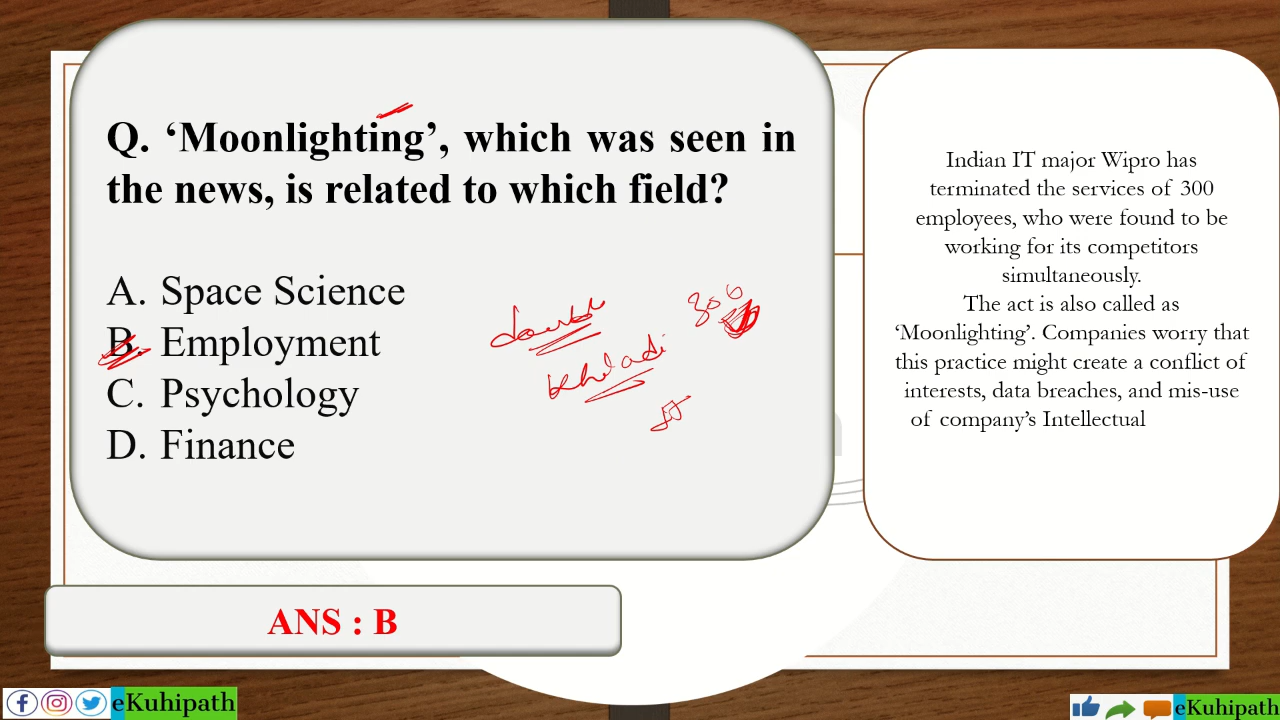 Q. ‘Moonlighting’, which was seen in
the news, is related to which field?
A. Space Science
B. Employment
C. Psychology
D. Finance
double
khiladi
300
ANS : B
Indian IT major Wipro has
terminated the services of 300
employees, who were found to be
working for its competitors
simultaneously.
The act is also called as
‘Moonlighting’. Companies worry that
this practice might create a conflict of
interests, data breaches, and mis-use
of company’s Intellectual
eKuhipath
eKuhipath